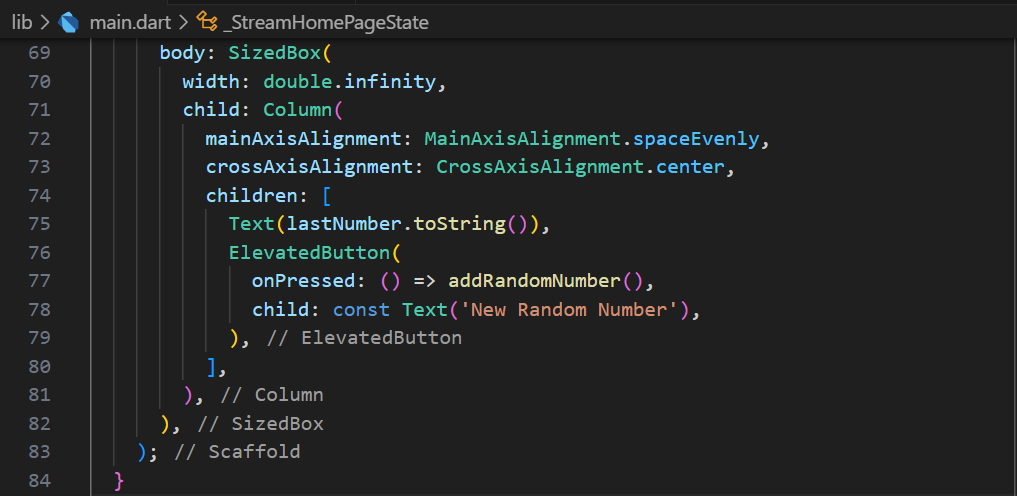 lib > main.dart > _StreamHomePageState
69 body: SizedBox(
70 width: double.infinity,
71 child: Column(
72 mainAxisAlignment: MainAxisAlignment.spaceEvenly,
73 crossAxisAlignment: CrossAxisAlignment.center,
74 children: [
75 Text(lastNumber.toString()),
76 ElevatedButton(
77 onPressed: () => addRandomNumber(),
78 child: const Text('New Random Number'),
79 ), // ElevatedButton
80 ],
81 ), // Column
82 ), // SizedBox
83 ); // Scaffold
84 }